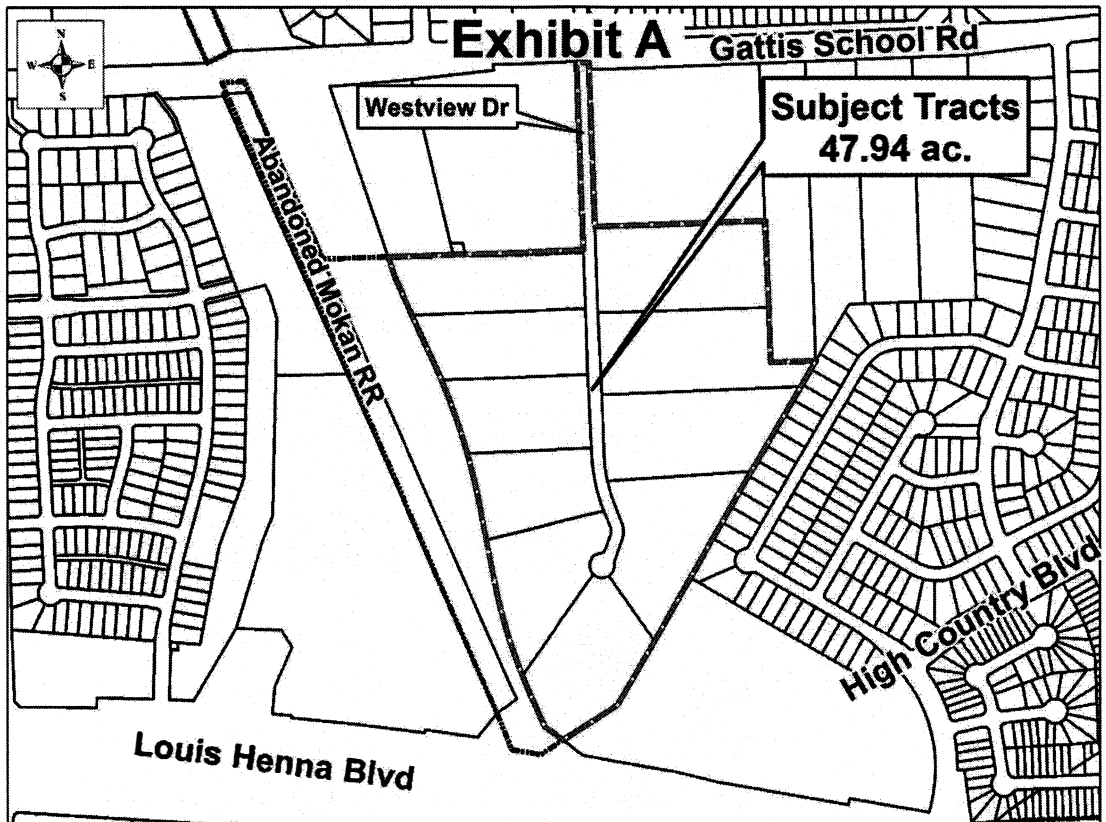 Exhibit A
Gattis School Rd
N
W E
S
Westview Dr
Subject Tracts
47.94 ac.
Abandoned Mokan RR
High Country Blvd
Louis Henna Blvd